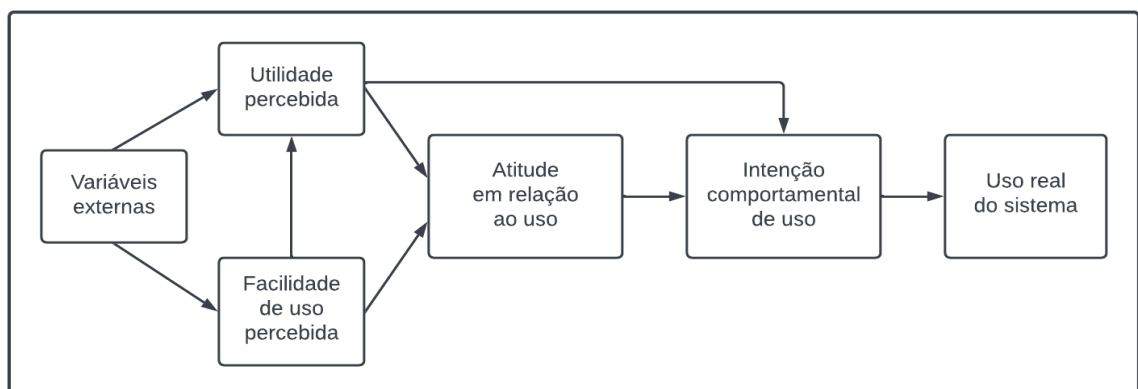 Utilidade
percebida
Variáveis
externas
Facilidade
de uso
percebida
Atitude
em relação
ao uso
Intenção
comportamental
de uso
Uso real
do sistema